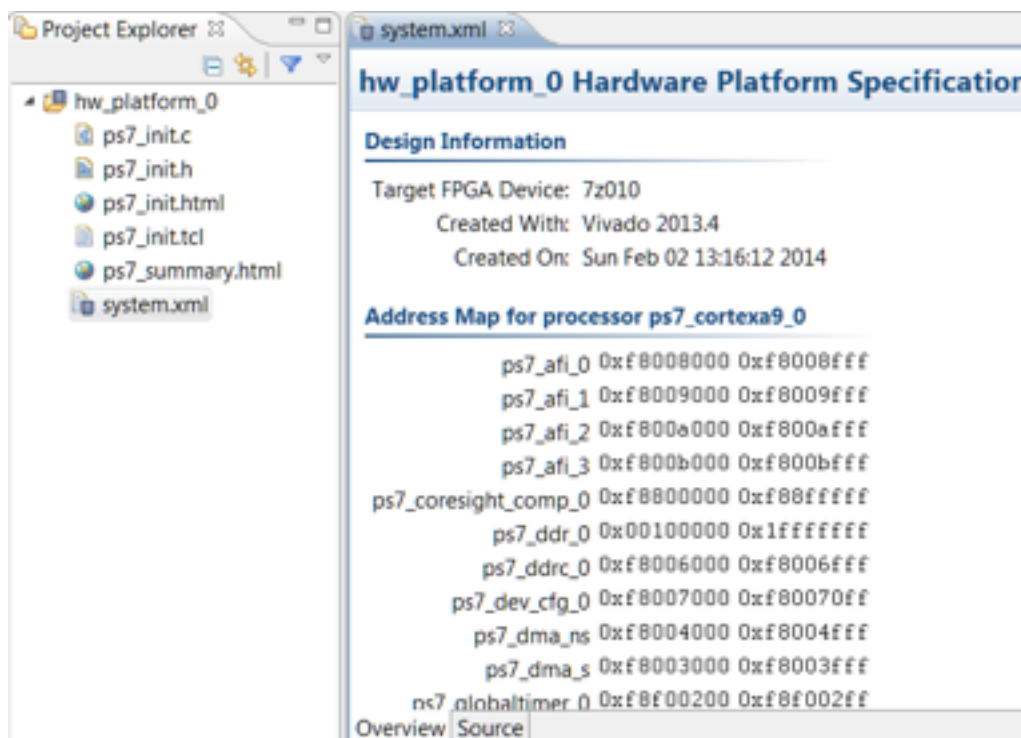 Project Explorer
hw_platform_0
ps7_init.c
ps7_init.h
ps7_init.html
ps7_init.tcl
ps7_summary.html
system.xml
system.xml
hw_platform_0 Hardware Platform Specification
Design Information
Target FPGA Device: 7z010
Created With: Vivado 2013.4
Created On: Sun Feb 02 13:16:12 2014
Address Map for processor ps7_cortexa9_0
ps7_afi_0 0xf8008000 0xf8008fff
ps7_afi_1 0xf8009000 0xf8009fff
ps7_afi_2 0xf800a000 0xf800afff
ps7_afi_3 0xf800b000 0xf800bfff
ps7_coresight_comp_0 0xf8800000 0xf88fffff
ps7_ddr_0 0x00100000 0x1fffffff
ps7_ddrc_0 0xf8006000 0xf8006fff
ps7_dev_cfg_0 0xf8007000 0xf80070ff
ps7_dma_ns 0xf8004000 0xf8004fff
ps7_dma_s 0xf8003000 0xf8003fff
ps7_globaltimer_0 0xf8f00200 0xf8f002ff
Overview Source